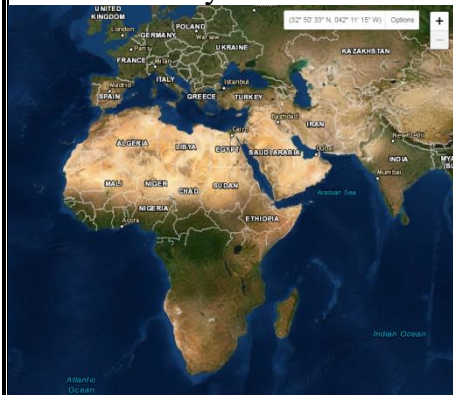 UNITED
KINGDOM
London
POLAND
Warsaw
GERMANY
Paris
UKRAINE
FRANCE
Milan
KAZAKHSTAN
ITALY
Madrid
SPAIN
Istanbul
GREECE
TURKEY
(32° 50' 33" N, 042° 11' 15" W)
Options
+
−
Baghdad
IRAN
Cairo
New Delhi
ALGERIA
LIBYA
EGYPT
SAUDI ARABIA
Dubai
INDIA
Mumbai
MALI
NIGER
CHAD
SUDAN
Arabian Sea
NIGERIA
Accra
ETHIOPIA
Indian Ocean
Atlantic
Ocean